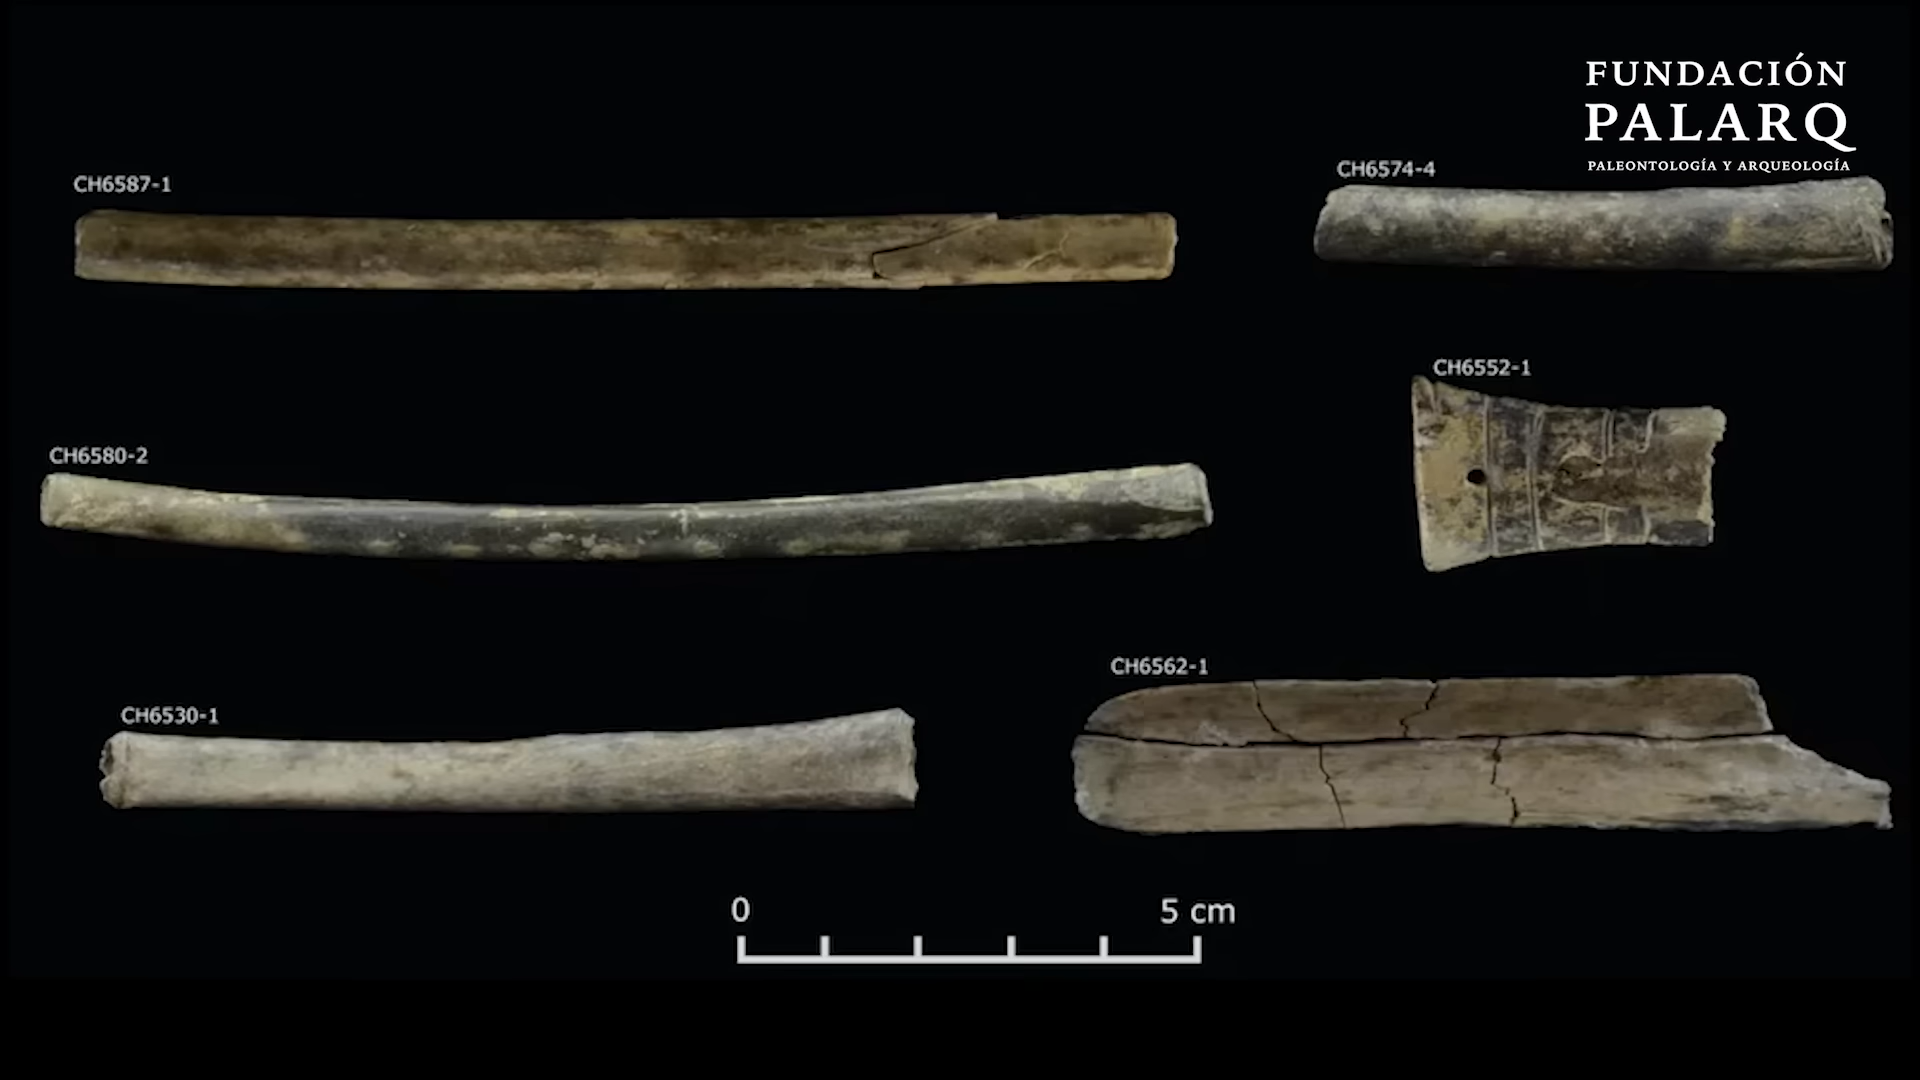 FUNDACIÓN
PALARQ
PALEONTOLOGÍA Y ARQUEOLOGÍA
CH6587-1
CH6574-4
CH6552-1
CH6580-2
CH6562-1
CH6530-1
0
5 cm